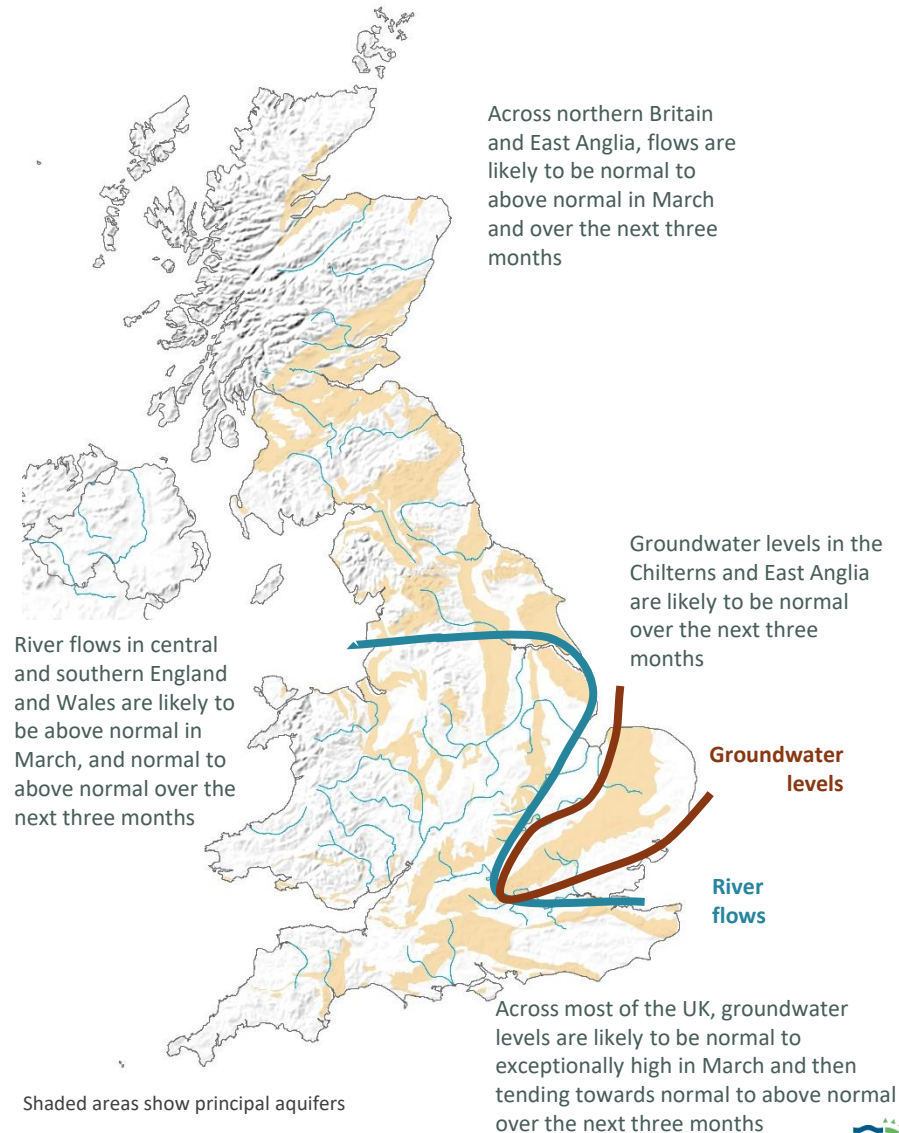 Across northern Britain
and East Anglia, flows are
likely to be normal to
above normal in March
and over the next three
months
Groundwater levels in the
Chilterns and East Anglia
are likely to be normal
over the next three
months
River flows in central
and southern England
and Wales are likely to
be above normal in
March, and normal to
above normal over the
next three months
Groundwater
levels
River
flows
Across most of the UK, groundwater
levels are likely to be normal to
exceptionally high in March and then
tending towards normal to above normal
over the next three months
Shaded areas show principal aquifers